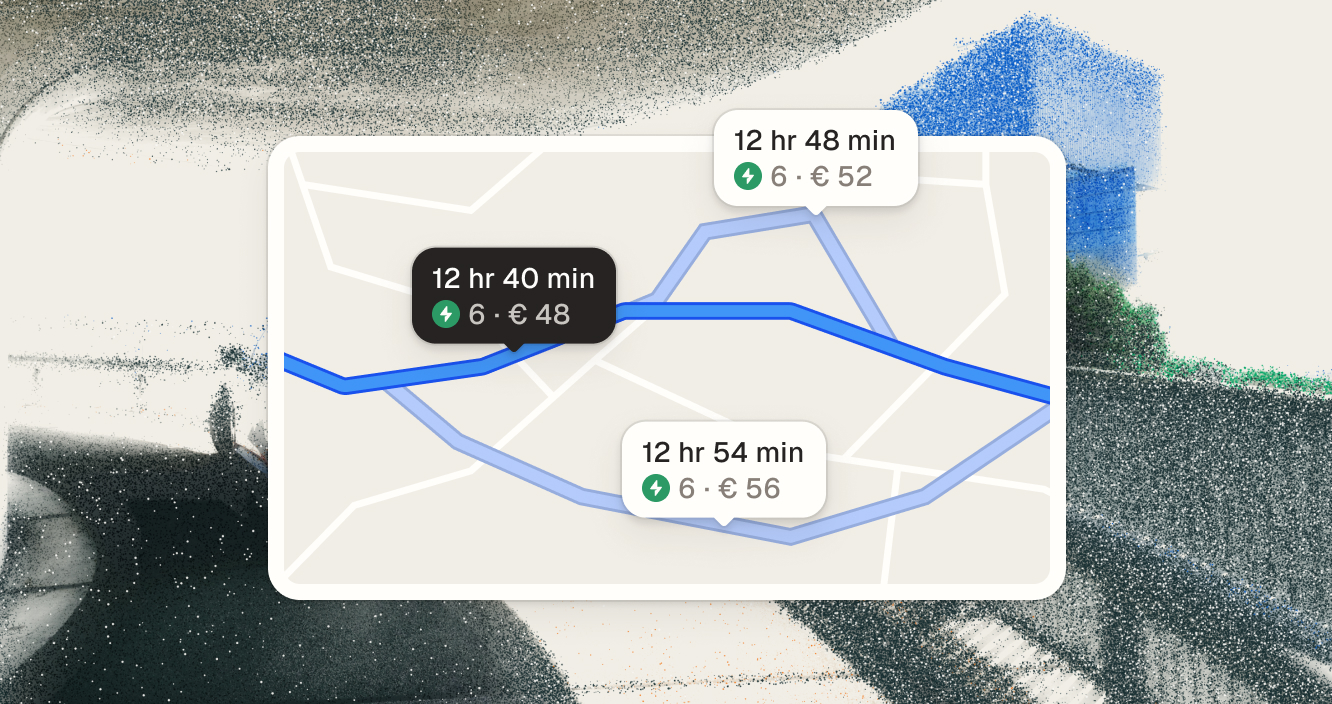 12 hr 48 min
6 · € 52
12 hr 40 min
6 · € 48
12 hr 54 min
6 · € 56